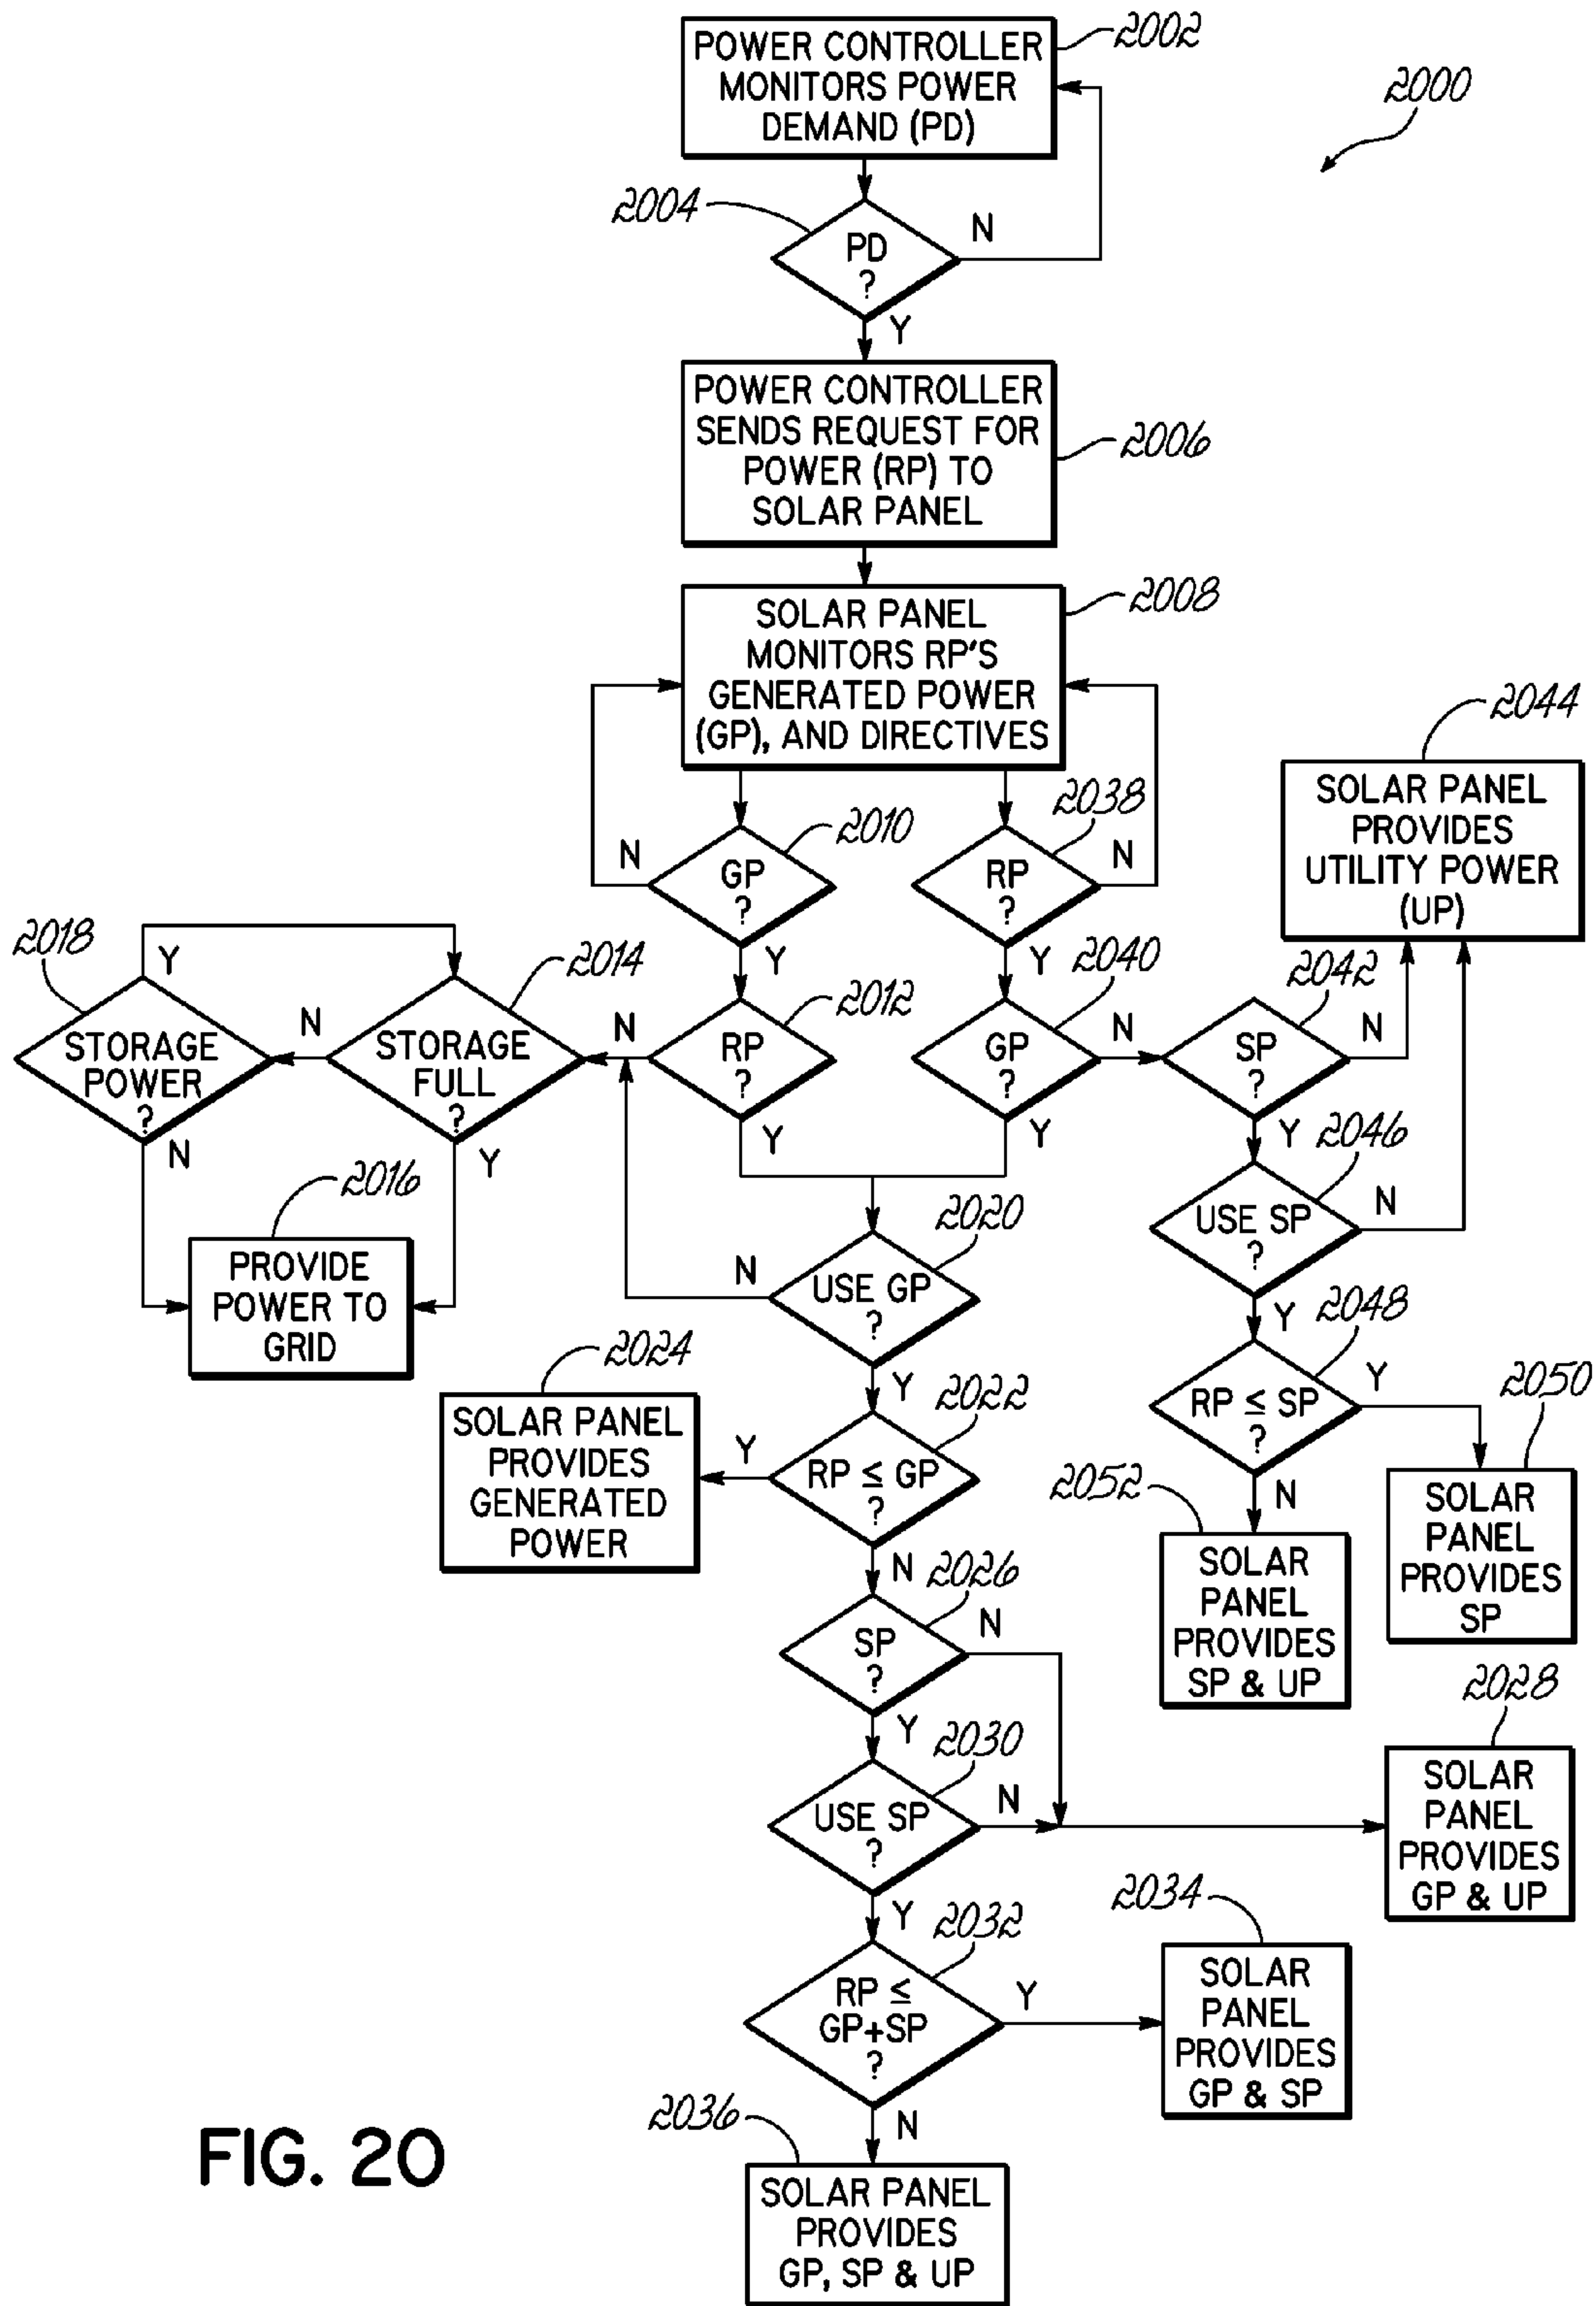 2002
POWER CONTROLLER
MONITORS POWER
DEMAND (PD)
2000
2004
PD
?
N
Y
POWER CONTROLLER
SENDS REQUEST FOR
POWER (RP) TO
SOLAR PANEL
2006
SOLAR PANEL
MONITORS RP'S
GENERATED POWER
(GP), AND DIRECTIVES
2008
2044
SOLAR PANEL
PROVIDES
UTILITY POWER
(UP)
2010
GP
?
N
Y
2038
RP
?
N
Y
2018
STORAGE
POWER
?
Y
N
2014
STORAGE
FULL
?
N
Y
2012
RP
?
N
Y
2040
GP
?
N
Y
2042
SP
?
N
Y
2016
PROVIDE
POWER TO
GRID
2046
USE SP
?
N
Y
2020
USE GP
?
N
Y
2048
RP ≤ SP
?
Y
N
2024
SOLAR PANEL
PROVIDES
GENERATED
POWER
2022
RP ≤ GP
?
Y
N
2050
SOLAR
PANEL
PROVIDES
SP
2052
SOLAR
PANEL
PROVIDES
SP & UP
2026
SP
?
N
Y
2030
USE SP
?
N
Y
2028
SOLAR
PANEL
PROVIDES
GP & UP
2032
RP ≤
GP+SP
?
Y
N
2034
SOLAR
PANEL
PROVIDES
GP & SP
2036
SOLAR PANEL
PROVIDES
GP, SP & UP
FIG. 20